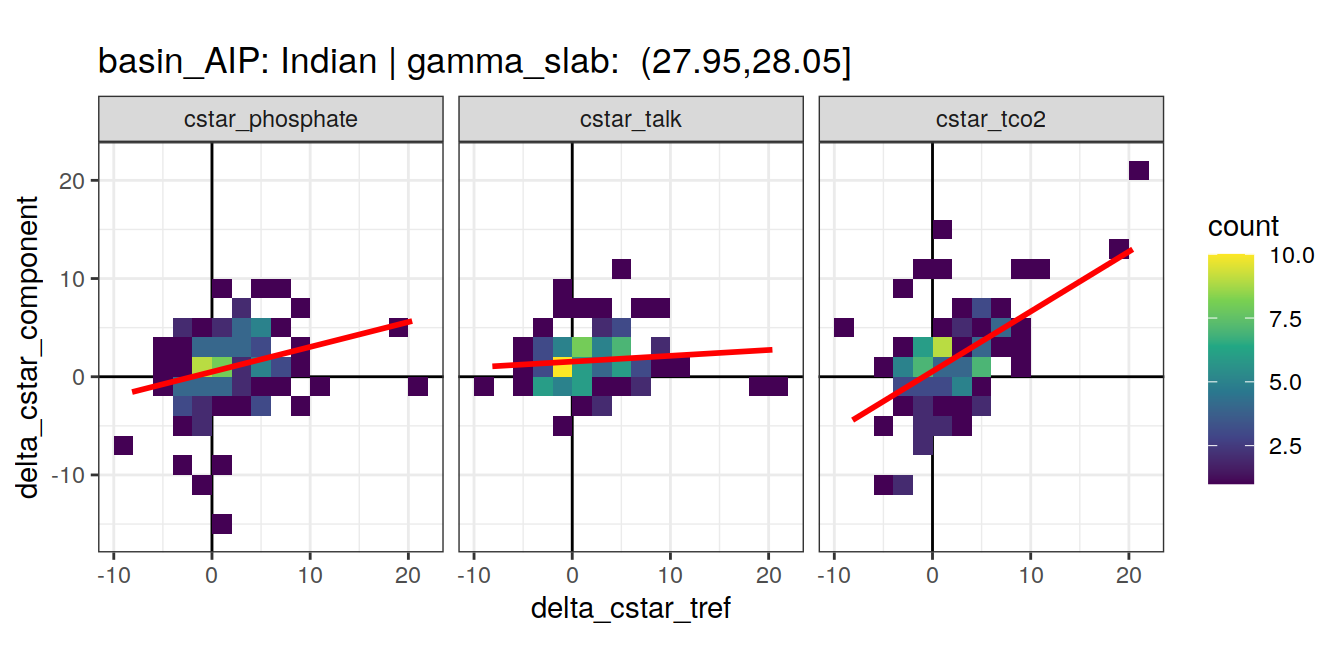 basin_AIP: Indian | gamma_slab:  (27.95,28.05]
cstar_phosphate
cstar_talk
cstar_tco2
delta_cstar_component
20
10
0
-10
-10 0 10 20
-10 0 10 20
-10 0 10 20
delta_cstar_tref
count
10.0
7.5
5.0
2.5